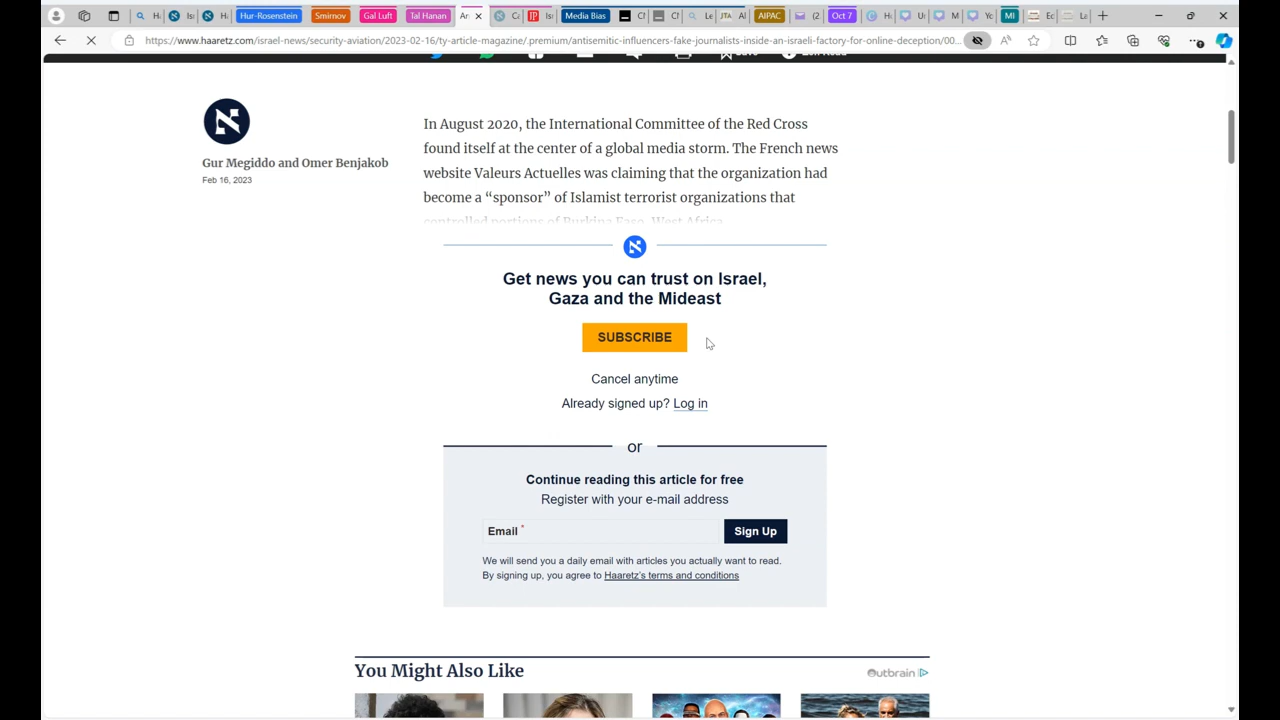 Hur-Rosenstein
Smirnov
Gal Luft
Tal Hanan
Media Bias
AIPAC
Oct 7
MI
https://www.haaretz.com/israel-news/security-aviation/2023-02-16/ty-article-magazine/.premium/antisemitic-influencers-fake-journalists-inside-an-israeli-factory-for-online-deception/00...
Gur Megiddo and Omer Benjakob
Feb 16, 2023
In August 2020, the International Committee of the Red Cross
found itself at the center of a global media storm. The French news
website Valeurs Actuelles was claiming that the organization had
become a “sponsor” of Islamist terrorist organizations that
controlled portions of Burkina Faso, West Africa.
Get news you can trust on Israel,
Gaza and the Mideast
SUBSCRIBE
Cancel anytime
Already signed up? Log in
or
Continue reading this article for free
Register with your e-mail address
Email *
Sign Up
We will send you a daily email with articles you actually want to read.
By signing up, you agree to Haaretz's terms and conditions
You Might Also Like
Outbrain